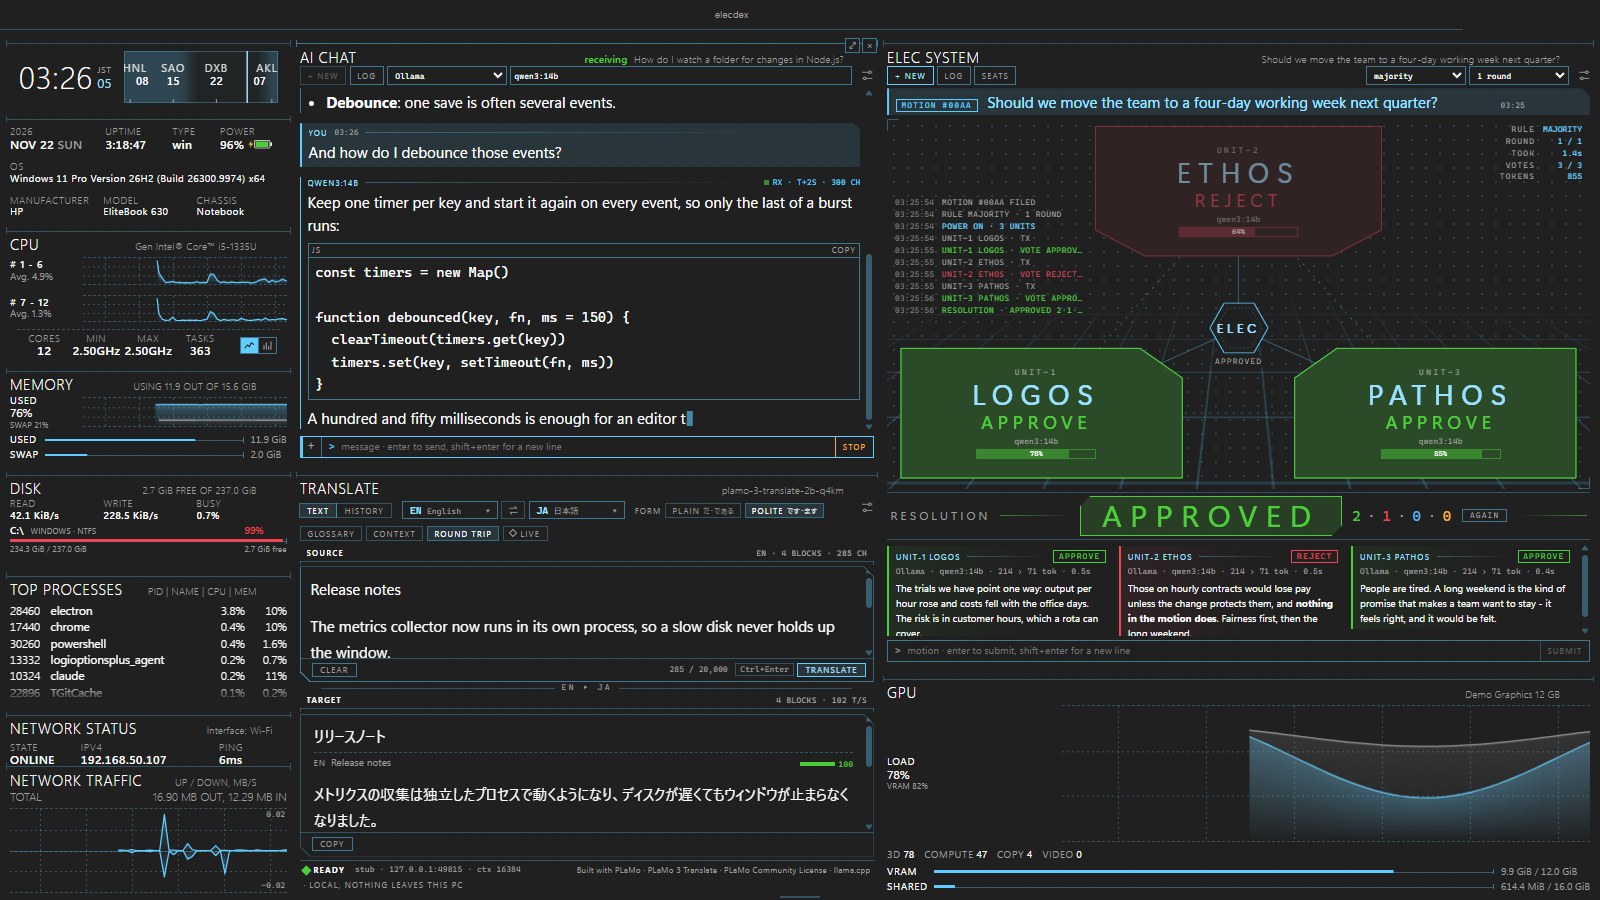 elecdex
03:26 JST 05
HNL 08 SAO 15 DXB 22 AKL 07
2026 UPTIME TYPE POWER
NOV 22 SUN 3:18:47 win 96%
OS
Windows 11 Pro Version 26H2 (Build 26300.9974) x64
MANUFACTURER MODEL CHASSIS
HP EliteBook 630 Notebook
CPU Gen Intel® Core™ i5-1335U
# 1 - 6
Avg. 4.9%
# 7 - 12
Avg. 1.3%
CORES MIN MAX TASKS
12 2.50GHz 2.50GHz 363
MEMORY USING 11.9 OUT OF 15.6 GIB
USED
76%
SWAP 21%
USED 11.9 GiB
SWAP 2.0 GiB
DISK 2.7 GIB FREE OF 237.0 GIB
READ WRITE BUSY
42.1 KiB/s 228.5 KiB/s 0.7%
C:\ WINDOWS · NTFS 99%
234.3 GiB / 237.0 GiB 2.7 GiB free
TOP PROCESSES PID | NAME | CPU | MEM
28460 electron 3.8% 10%
17440 chrome 0.4% 10%
30260 powershell 0.4% 1.6%
13332 logioptionsplus_agent 0.2% 0.7%
10324 claude 0.2% 11%
22896 TGitCache 0.1% 0.2%
NETWORK STATUS Interface: Wi-Fi
STATE IPV4 PING
ONLINE 192.168.50.107 6ms
NETWORK TRAFFIC UP / DOWN, MB/S
TOTAL 16.90 MB OUT, 12.29 MB IN
0.02
-0.02
AI CHAT receiving How do I watch a folder for changes in Node.js?
+ NEW LOG Ollama qwen3:14b
• Debounce: one save is often several events.
YOU 03:26
And how do I debounce those events?
QWEN3:14B RX · T+2S · 300 CH
Keep one timer per key and start it again on every event, so only the last of a burst
runs:
JS COPY
const timers = new Map()
function debounced(key, fn, ms = 150) {
clearTimeout(timers.get(key))
timers.set(key, setTimeout(fn, ms))
}
A hundred and fifty milliseconds is enough for an editor t
+ > message · enter to send, shift+enter for a new line STOP
TRANSLATE plamo-3-translate-2b-q4km
TEXT HISTORY EN English ⇌ JA 日本語 FORM PLAIN だ・である POLITE です・ます
GLOSSARY CONTEXT ROUND TRIP ◇ LIVE
SOURCE EN · 4 BLOCKS · 285 CH
Release notes
The metrics collector now runs in its own process, so a slow disk never holds up
the window.
CLEAR 285 / 20,000 Ctrl+Enter TRANSLATE
EN ▸ JA
TARGET 4 BLOCKS · 102 T/S
リリースノート
EN Release notes 100
メトリクスの収集は独立したプロセスで動くようになり、ディスクが遅くてもウィンドウが止まらなく
なりました。
COPY
READY stub · 127.0.0.1:49815 · ctx 16384 Built with PLaMo · PLaMo 3 Translate · PLaMo Community License · llama.cpp
· LOCAL, NOTHING LEAVES THIS PC
ELEC SYSTEM Should we move the team to a four-day working week next quarter?
+ NEW LOG SEATS majority 1 round
MOTION #00AA Should we move the team to a four-day working week next quarter? 03:25
RULE MAJORITY
ROUND 1 / 1
TOOK 1.4s
VOTES 3 / 3
TOKENS 855
UNIT-2
ETHOS
REJECT
qwen3:14b
64%
03:25:54 MOTION #00AA FILED
03:25:54 RULE MAJORITY · 1 ROUND
03:25:54 POWER ON · 3 UNITS
03:25:54 UNIT-1 LOGOS · TX
03:25:55 UNIT-1 LOGOS · VOTE APPROV…
03:25:55 UNIT-2 ETHOS · TX
03:25:55 UNIT-2 ETHOS · VOTE REJECT…
03:25:55 UNIT-3 PATHOS · TX
03:25:56 UNIT-3 PATHOS · VOTE APPRO…
03:25:56 RESOLUTION · APPROVED 2·1·…
ELEC
APPROVED
UNIT-1
LOGOS
APPROVE
qwen3:14b
78%
UNIT-3
PATHOS
APPROVE
qwen3:14b
85%
RESOLUTION APPROVED 2 · 1 · 0 · 0 AGAIN
UNIT-1 LOGOS APPROVE
Ollama · qwen3:14b · 214 › 71 tok · 0.5s
The trials we have point one way: output per
hour rose and costs fell with the office days.
The risk is in customer hours, which a rota can
cover.
UNIT-2 ETHOS REJECT
Ollama · qwen3:14b · 214 › 71 tok · 0.5s
Those on hourly contracts would lose pay
unless the change protects them, and nothing
in the motion does. Fairness first, then the
long weekend.
UNIT-3 PATHOS APPROVE
Ollama · qwen3:14b · 214 › 71 tok · 0.4s
People are tired. A long weekend is the kind of
promise that makes a team want to stay - it
feels right, and it would be felt.
> motion · enter to submit, shift+enter for a new line SUBMIT
GPU Demo Graphics 12 GB
LOAD
78%
VRAM 82%
3D 78 COMPUTE 47 COPY 4 VIDEO 0
VRAM 9.9 GiB / 12.0 GiB
SHARED 614.4 MiB / 16.0 GiB